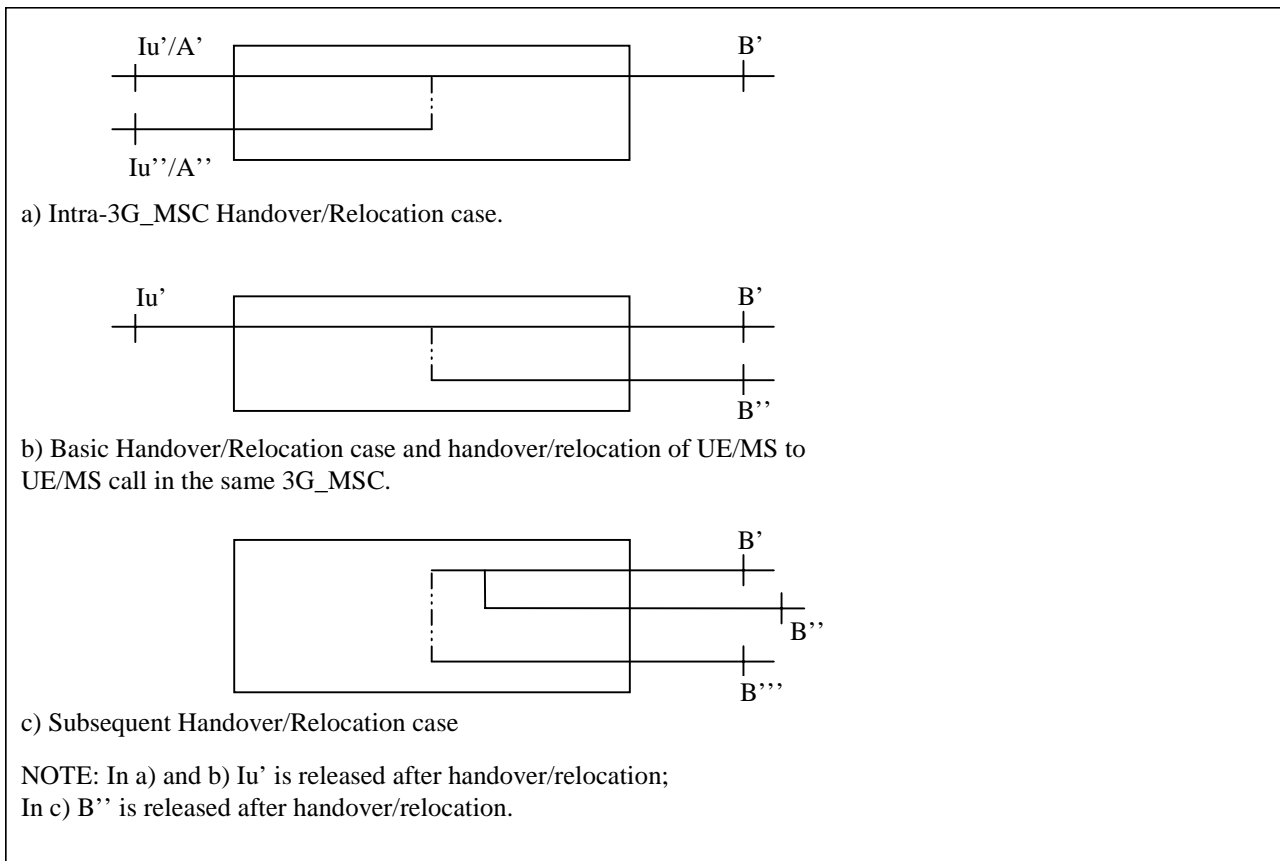 Iu’/A’
B’
Iu’’/A’’
a) Intra-3G_MSC Handover/Relocation case.
Iu’
B’
B’’
b) Basic Handover/Relocation case and handover/relocation of UE/MS to
UE/MS call in the same 3G_MSC.
B’
B’’
B’’’
c) Subsequent Handover/Relocation case
NOTE: In a) and b) Iu’ is released after handover/relocation;
In c) B’’ is released after handover/relocation.